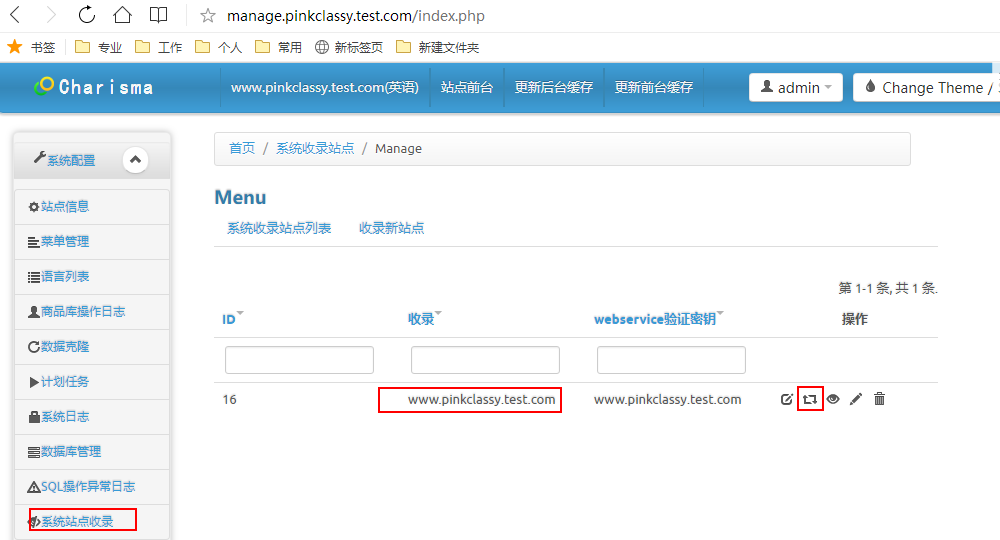 manage.pinkclassy.test.com/index.php
书签 专业 工作 个人 常用 新标签页 新建文件夹
Charisma www.pinkclassy.test.com(英语) 站点前台 更新后台缓存 更新前台缓存 admin Change Theme /
系统配置
站点信息
菜单管理
语言列表
商品库操作日志
数据克隆
计划任务
系统日志
数据库管理
SQL操作异常日志
系统站点收录
首页 / 系统收录站点 / Manage
Menu
系统收录站点列表 收录新站点
第 1-1 条, 共 1 条.
ID 收录 webservice验证密钥 操作
16 www.pinkclassy.test.com www.pinkclassy.test.com